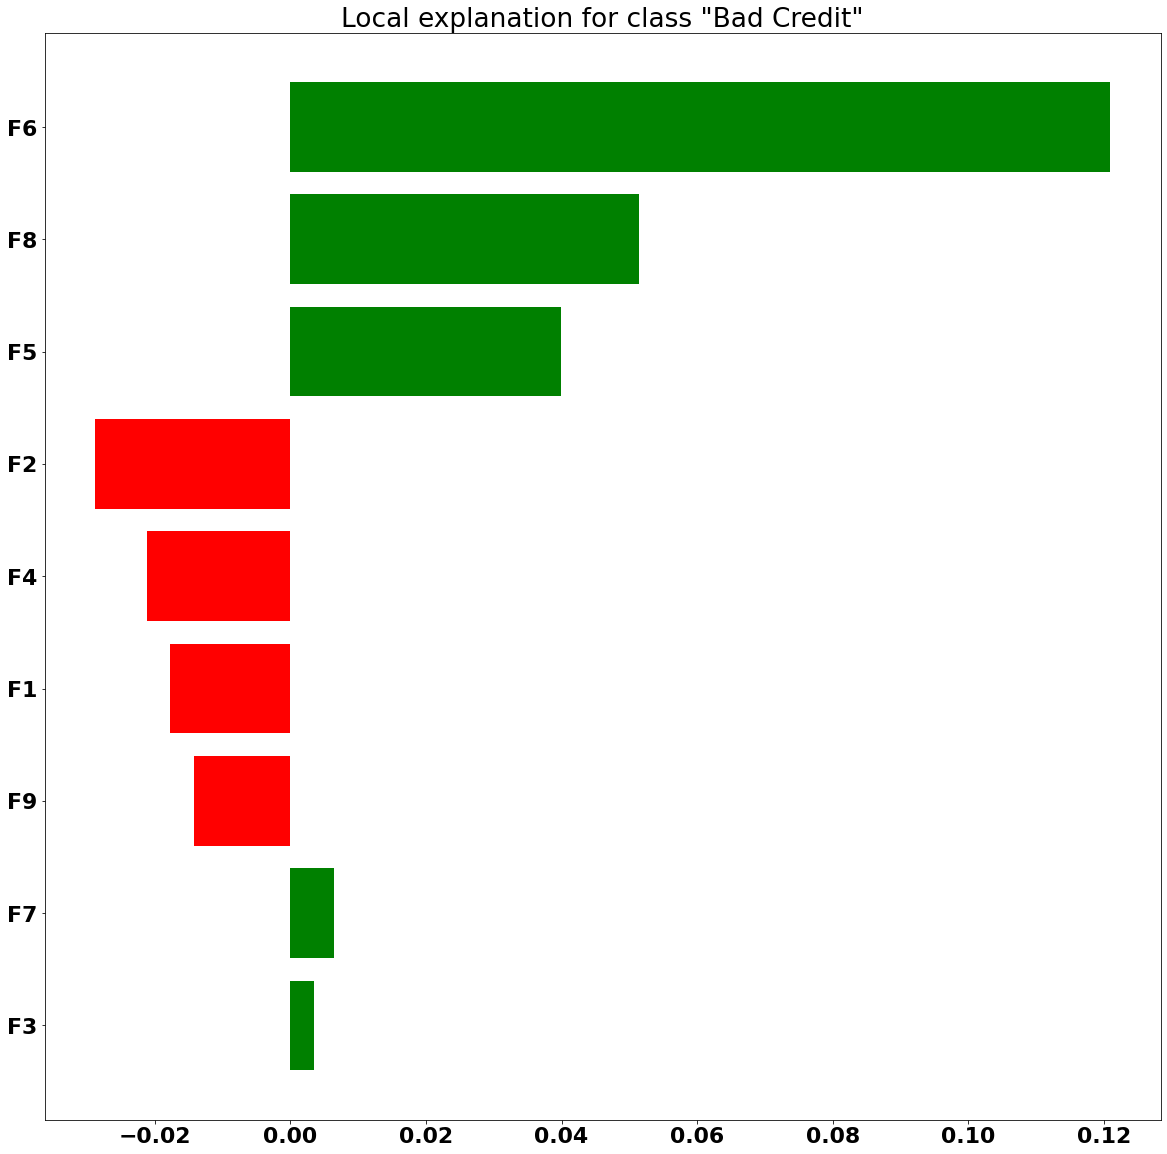 Local explanation for class "Bad Credit"
F6
F8
F5
F2
F4
F1
F9
F7
F3
−0.02 0.00 0.02 0.04 0.06 0.08 0.10 0.12